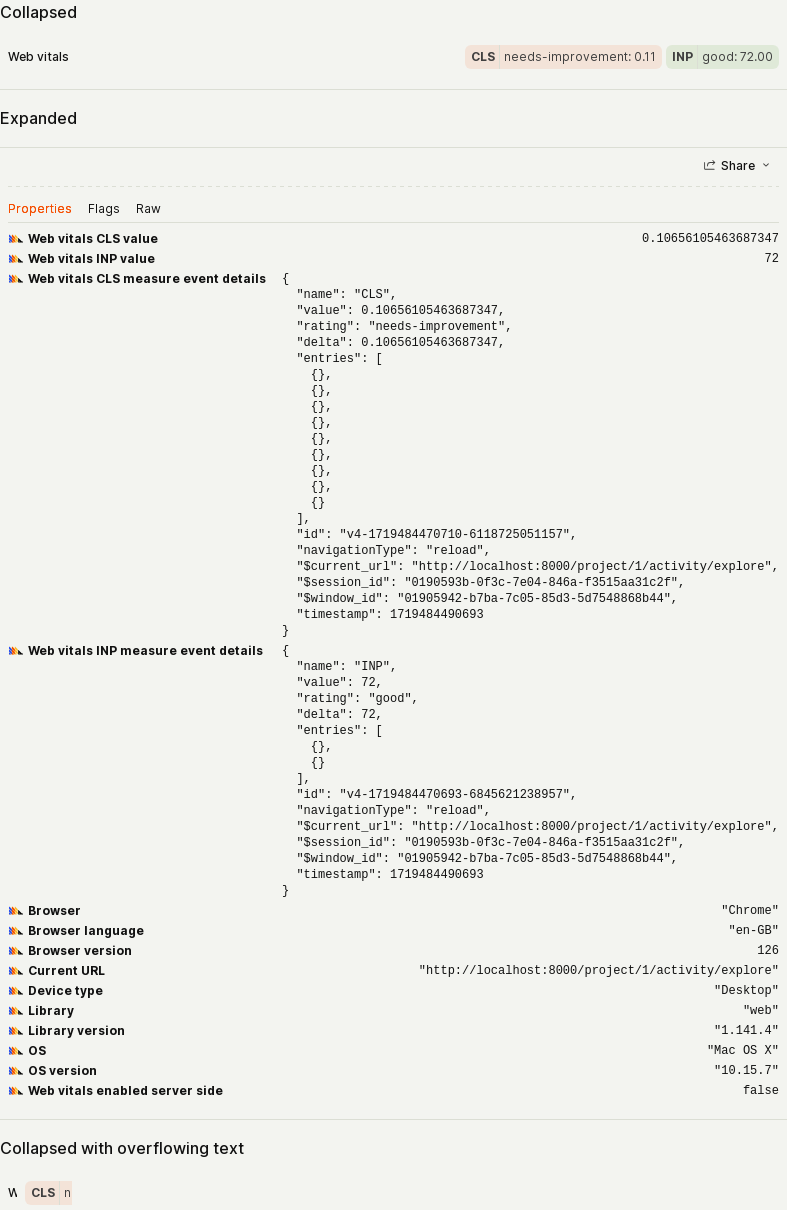 Collapsed
Web vitals CLS needs-improvement: 0.11 INP good: 72.00
Expanded
Share
Properties Flags Raw
Web vitals CLS value 0.10656105463687347
Web vitals INP value 72
Web vitals CLS measure event details {
"name": "CLS",
"value": 0.10656105463687347,
"rating": "needs-improvement",
"delta": 0.10656105463687347,
"entries": [
{},
{},
{},
{},
{},
{},
{},
{},
{}
],
"id": "v4-1719484470710-6118725051157",
"navigationType": "reload",
"$current_url": "http://localhost:8000/project/1/activity/explore",
"$session_id": "0190593b-0f3c-7e04-846a-f3515aa31c2f",
"$window_id": "01905942-b7ba-7c05-85d3-5d7548868b44",
"timestamp": 1719484490693
}
Web vitals INP measure event details {
"name": "INP",
"value": 72,
"rating": "good",
"delta": 72,
"entries": [
{},
{}
],
"id": "v4-1719484470693-6845621238957",
"navigationType": "reload",
"$current_url": "http://localhost:8000/project/1/activity/explore",
"$session_id": "0190593b-0f3c-7e04-846a-f3515aa31c2f",
"$window_id": "01905942-b7ba-7c05-85d3-5d7548868b44",
"timestamp": 1719484490693
}
Browser "Chrome"
Browser language "en-GB"
Browser version 126
Current URL "http://localhost:8000/project/1/activity/explore"
Device type "Desktop"
Library "web"
Library version "1.141.4"
OS "Mac OS X"
OS version "10.15.7"
Web vitals enabled server side false
Collapsed with overflowing text
W CLS n